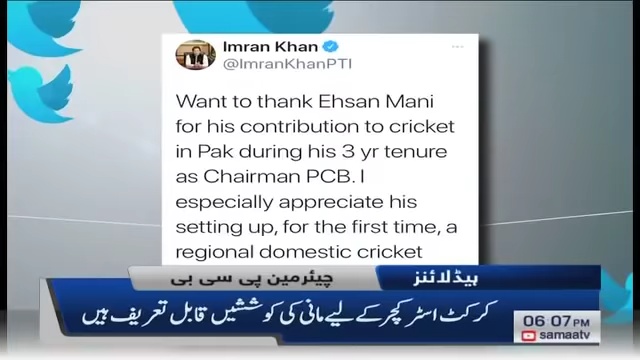 Imran Khan
@ImranKhanPTI
Want to thank Ehsan Mani
for his contribution to cricket
in Pak during his 3 yr tenure
as Chairman PCB. I
especially appreciate his
setting up, for the first time, a
regional domestic cricket
ہیڈلائنز
چیئرمین پی سی بی
کرکٹ اسٹرکچر کے لیے مانی کی کوششیں قابل تعریف ہیں
06:07 PM
samaatv